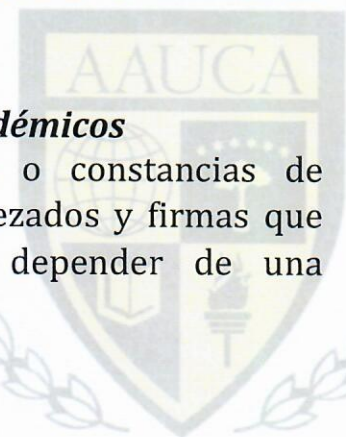 AAUCA
démicos
o constancias de
ezados y firmas que
depender de una